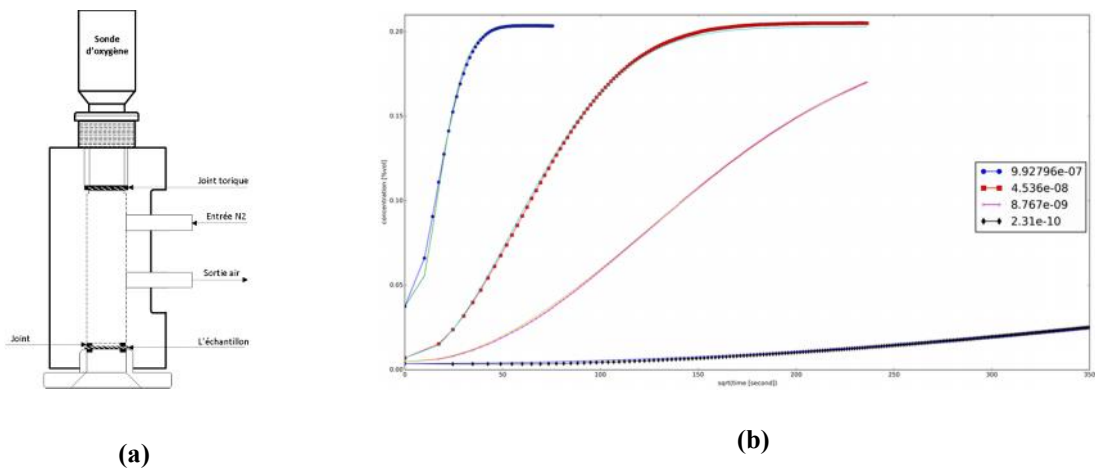 Sonde
d'oxygène
Joint torique
Entrée N2
Sortie air
Joint
L'échantillon
(a)
concentration [%vol]
0.20
0.15
0.10
0.05
0.00
0 50 100 150 200 250 300 350
sqrt(time [second])
9.92796e-07
4.536e-08
8.767e-09
2.31e-10
(b)